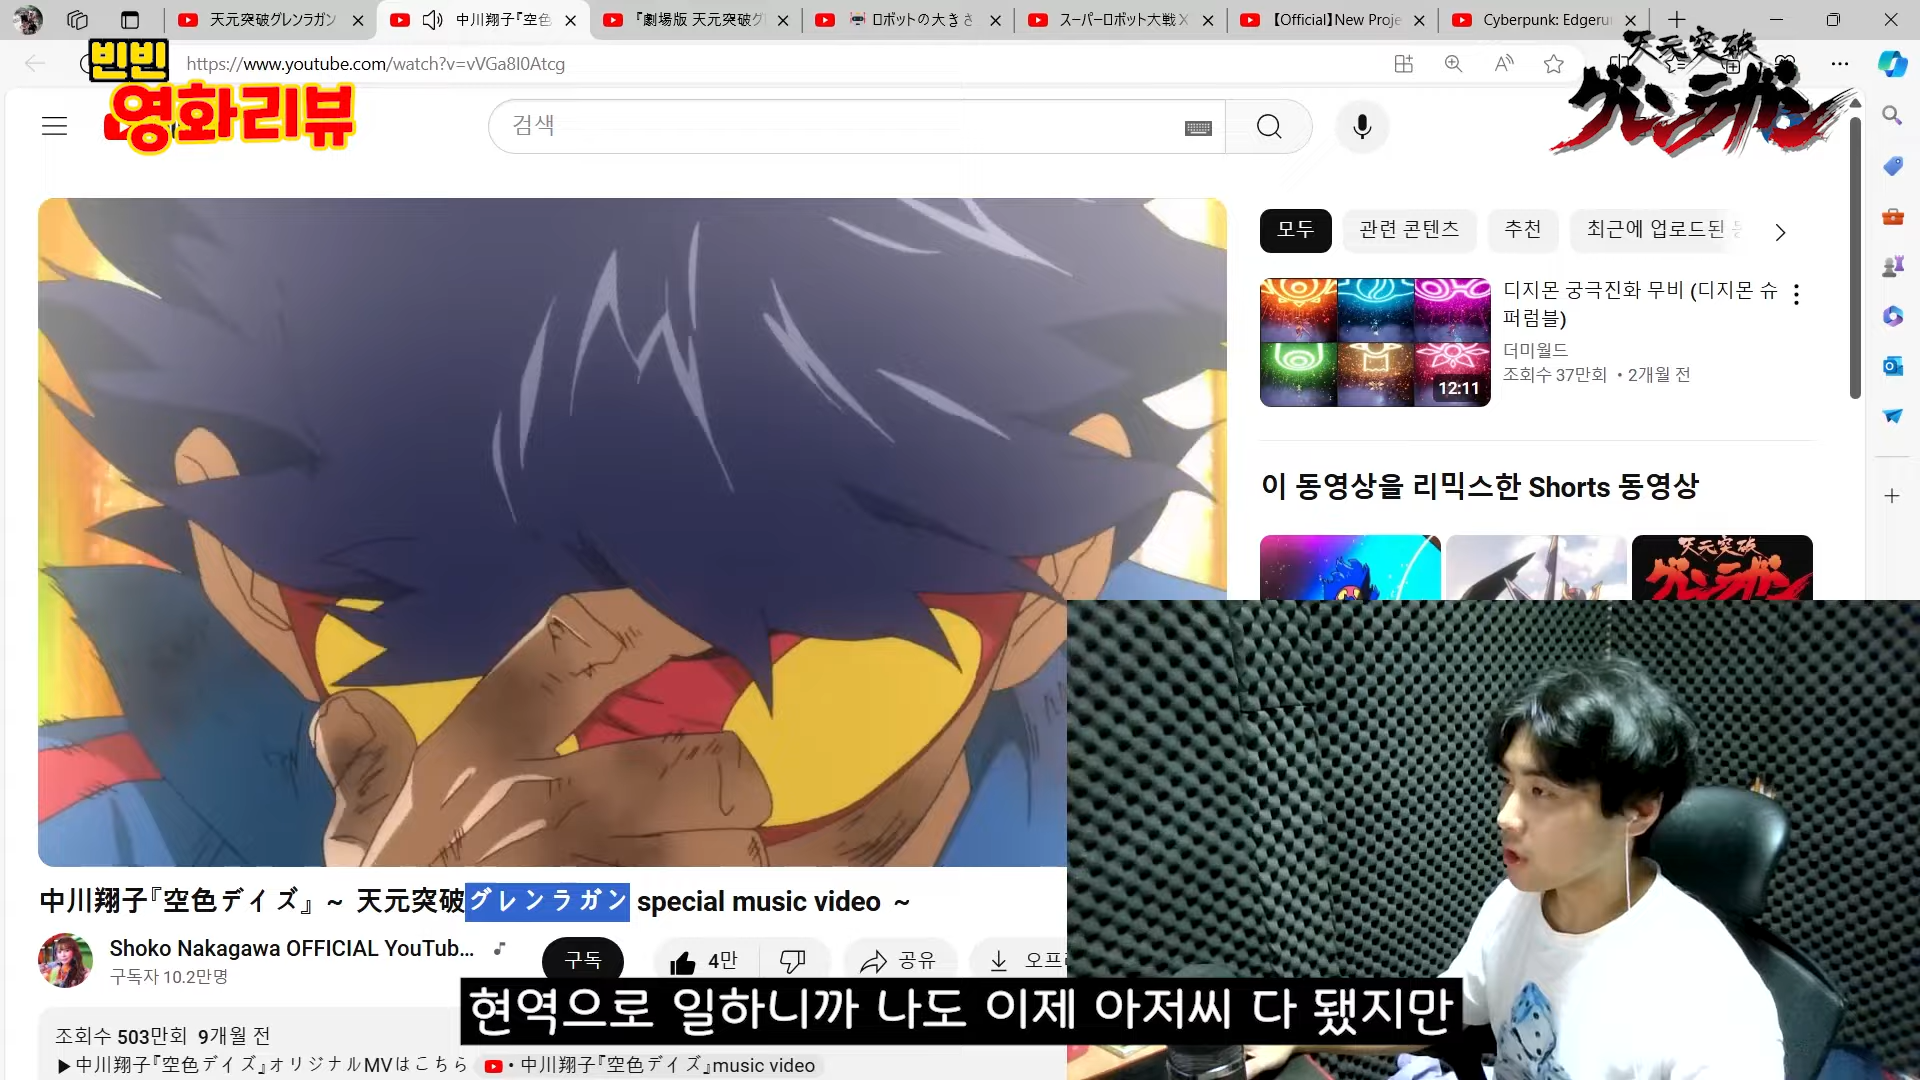 天元突破グレンラガン
中川翔子『空色
『劇場版 天元突破グ
ロボットの大きさ
スーパーロボット大戦X
【Official】New Proje
Cyberpunk: Edgeru
https://www.youtube.com/watch?v=vVGa8I0Atcg
빈빈
영화리뷰
天元突破
グレンラガン
검색
모두
관련 콘텐츠
추천
최근에 업로드된
디지몬 궁극진화 무비 (디지몬 슈
퍼럼블)
더미월드
조회수 37만회 • 2개월 전
12:11
이 동영상을 리믹스한 Shorts 동영상
天元突破
グレンラガン
中川翔子『空色デイズ』 ~ 天元突破グレンラガン special music video ~
Shoko Nakagawa OFFICIAL YouTub...
구독자 10.2만명
구독
4만
공유
현역으로 일하니까 나도 이제 아저씨 다 됐지만
조회수 503만회 9개월 전
▶中川翔子『空色デイズ』オリジナルMVはこちら • 中川翔子『空色デイズ』music video